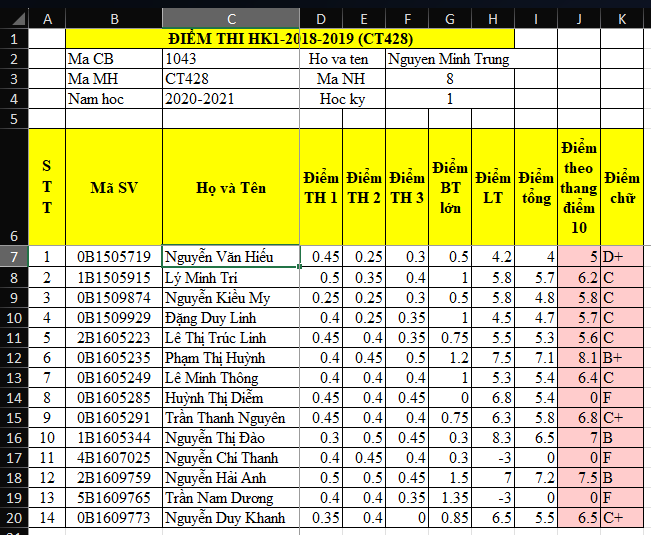 A B C D E F G H I J K
1 ĐIỂM THI HK1-2018-2019 (CT428)
2 Ma CB 1043 Ho va ten Nguyen Minh Trung
3 Ma MH CT428 Ma NH 8
4 Nam hoc 2020-2021 Hoc ky 1
5
6 STT Mã SV Họ và Tên Điểm TH 1 Điểm TH 2 Điểm TH 3 Điểm BT lớn Điểm LT Điểm tổng Điểm theo thang điểm 10 Điểm chữ
7 1 0B1505719 Nguyễn Văn Hiếu 0.45 0.25 0.3 0.5 4.2 4 5 D+
8 2 1B1505915 Lý Minh Trí 0.5 0.35 0.4 1 5.8 5.7 6.2 C
9 3 0B1509874 Nguyễn Kiều My 0.25 0.25 0.3 0.5 5.8 4.8 5.8 C
10 4 0B1509929 Đặng Duy Linh 0.4 0.25 0.35 1 4.5 4.7 5.7 C
11 5 2B1605223 Lê Thị Trúc Linh 0.45 0.4 0.35 0.75 5.5 5.3 5.6 C
12 6 0B1605235 Phạm Thị Huỳnh 0.4 0.45 0.5 1.2 7.5 7.1 8.1 B+
13 7 0B1605249 Lê Minh Thông 0.4 0.4 0.4 1 5.3 5.4 6.4 C
14 8 0B1605285 Huỳnh Thị Diễm 0.45 0.4 0.45 0 6.8 5.4 0 F
15 9 0B1605291 Trần Thanh Nguyên 0.45 0.4 0.4 0.75 6.3 5.8 6.8 C+
16 10 1B1605344 Nguyễn Thị Đào 0.3 0.5 0.45 0.3 8.3 6.5 7 B
17 11 4B1607025 Nguyễn Chí Thanh 0.4 0.45 0.4 0.3 -3 0 0 F
18 12 2B1609759 Nguyễn Hải Anh 0.5 0.5 0.45 1.5 7 7.2 7.5 B
19 13 5B1609765 Trần Nam Dương 0.4 0.4 0.35 1.35 -3 0 0 F
20 14 0B1609773 Nguyễn Duy Khanh 0.35 0.4 0 0.85 6.5 5.5 6.5 C+